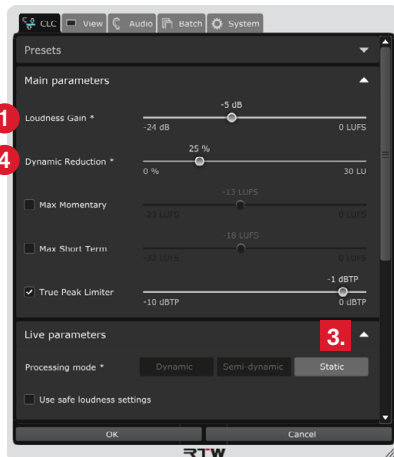 CLC View Audio Batch System
Presets
Main parameters
-5 dB
1 Loudness Gain *
-24 dB 0 LUFS
25 %
4 Dynamic Reduction *
0 % 30 LU
-13 LUFS
Max Momentary
-23 LUFS 0 LUFS
-18 LUFS
Max Short Term
-32 LUFS 0 LUFS
-1 dBTP
True Peak Limiter
-10 dBTP 0 dBTP
Live parameters 3.
Processing mode * Dynamic Semi-dynamic Static
Use safe loudness settings
OK Cancel
RTW